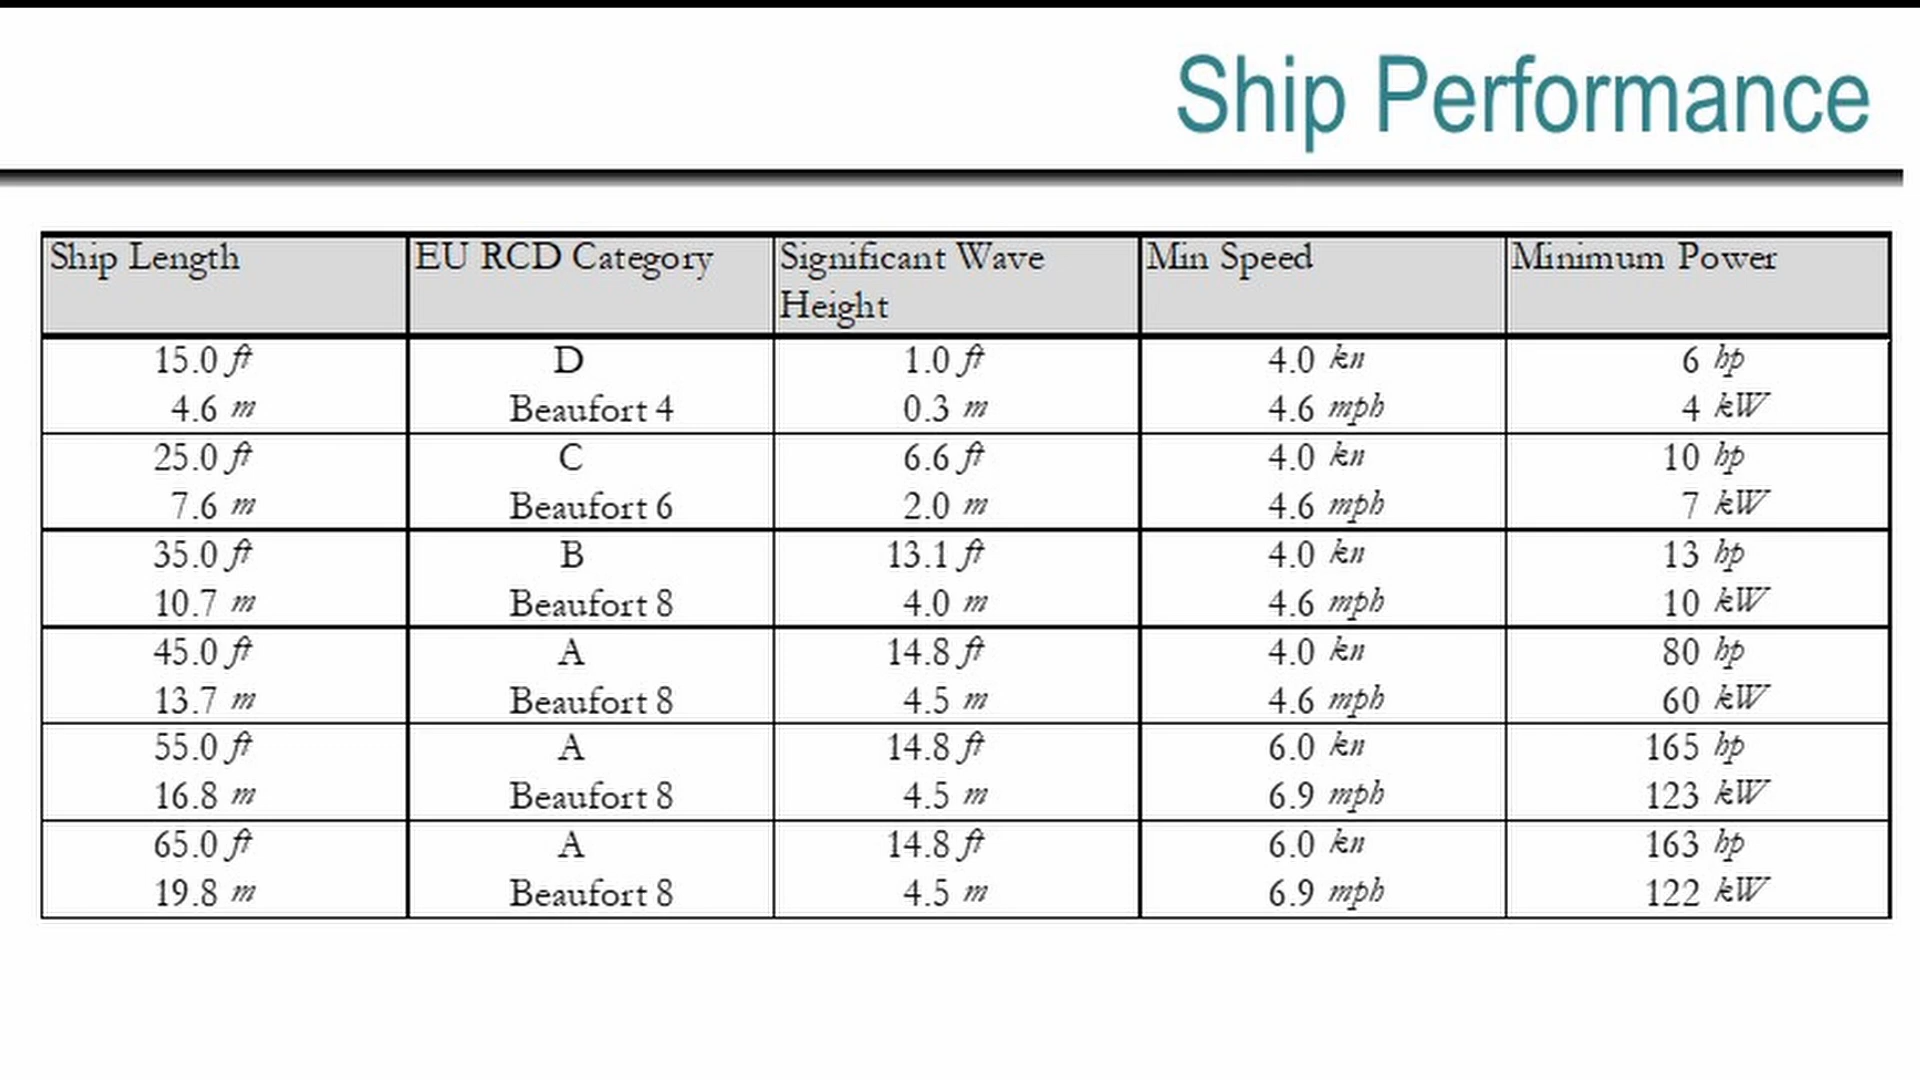 Ship Performance
Ship Length EU RCD Category Significant Wave Height Min Speed Minimum Power
15.0 ft D 1.0 ft 4.0 kn 6 hp
4.6 m Beaufort 4 0.3 m 4.6 mph 4 kW
25.0 ft C 6.6 ft 4.0 kn 10 hp
7.6 m Beaufort 6 2.0 m 4.6 mph 7 kW
35.0 ft B 13.1 ft 4.0 kn 13 hp
10.7 m Beaufort 8 4.0 m 4.6 mph 10 kW
45.0 ft A 14.8 ft 4.0 kn 80 hp
13.7 m Beaufort 8 4.5 m 4.6 mph 60 kW
55.0 ft A 14.8 ft 6.0 kn 165 hp
16.8 m Beaufort 8 4.5 m 6.9 mph 123 kW
65.0 ft A 14.8 ft 6.0 kn 163 hp
19.8 m Beaufort 8 4.5 m 6.9 mph 122 kW